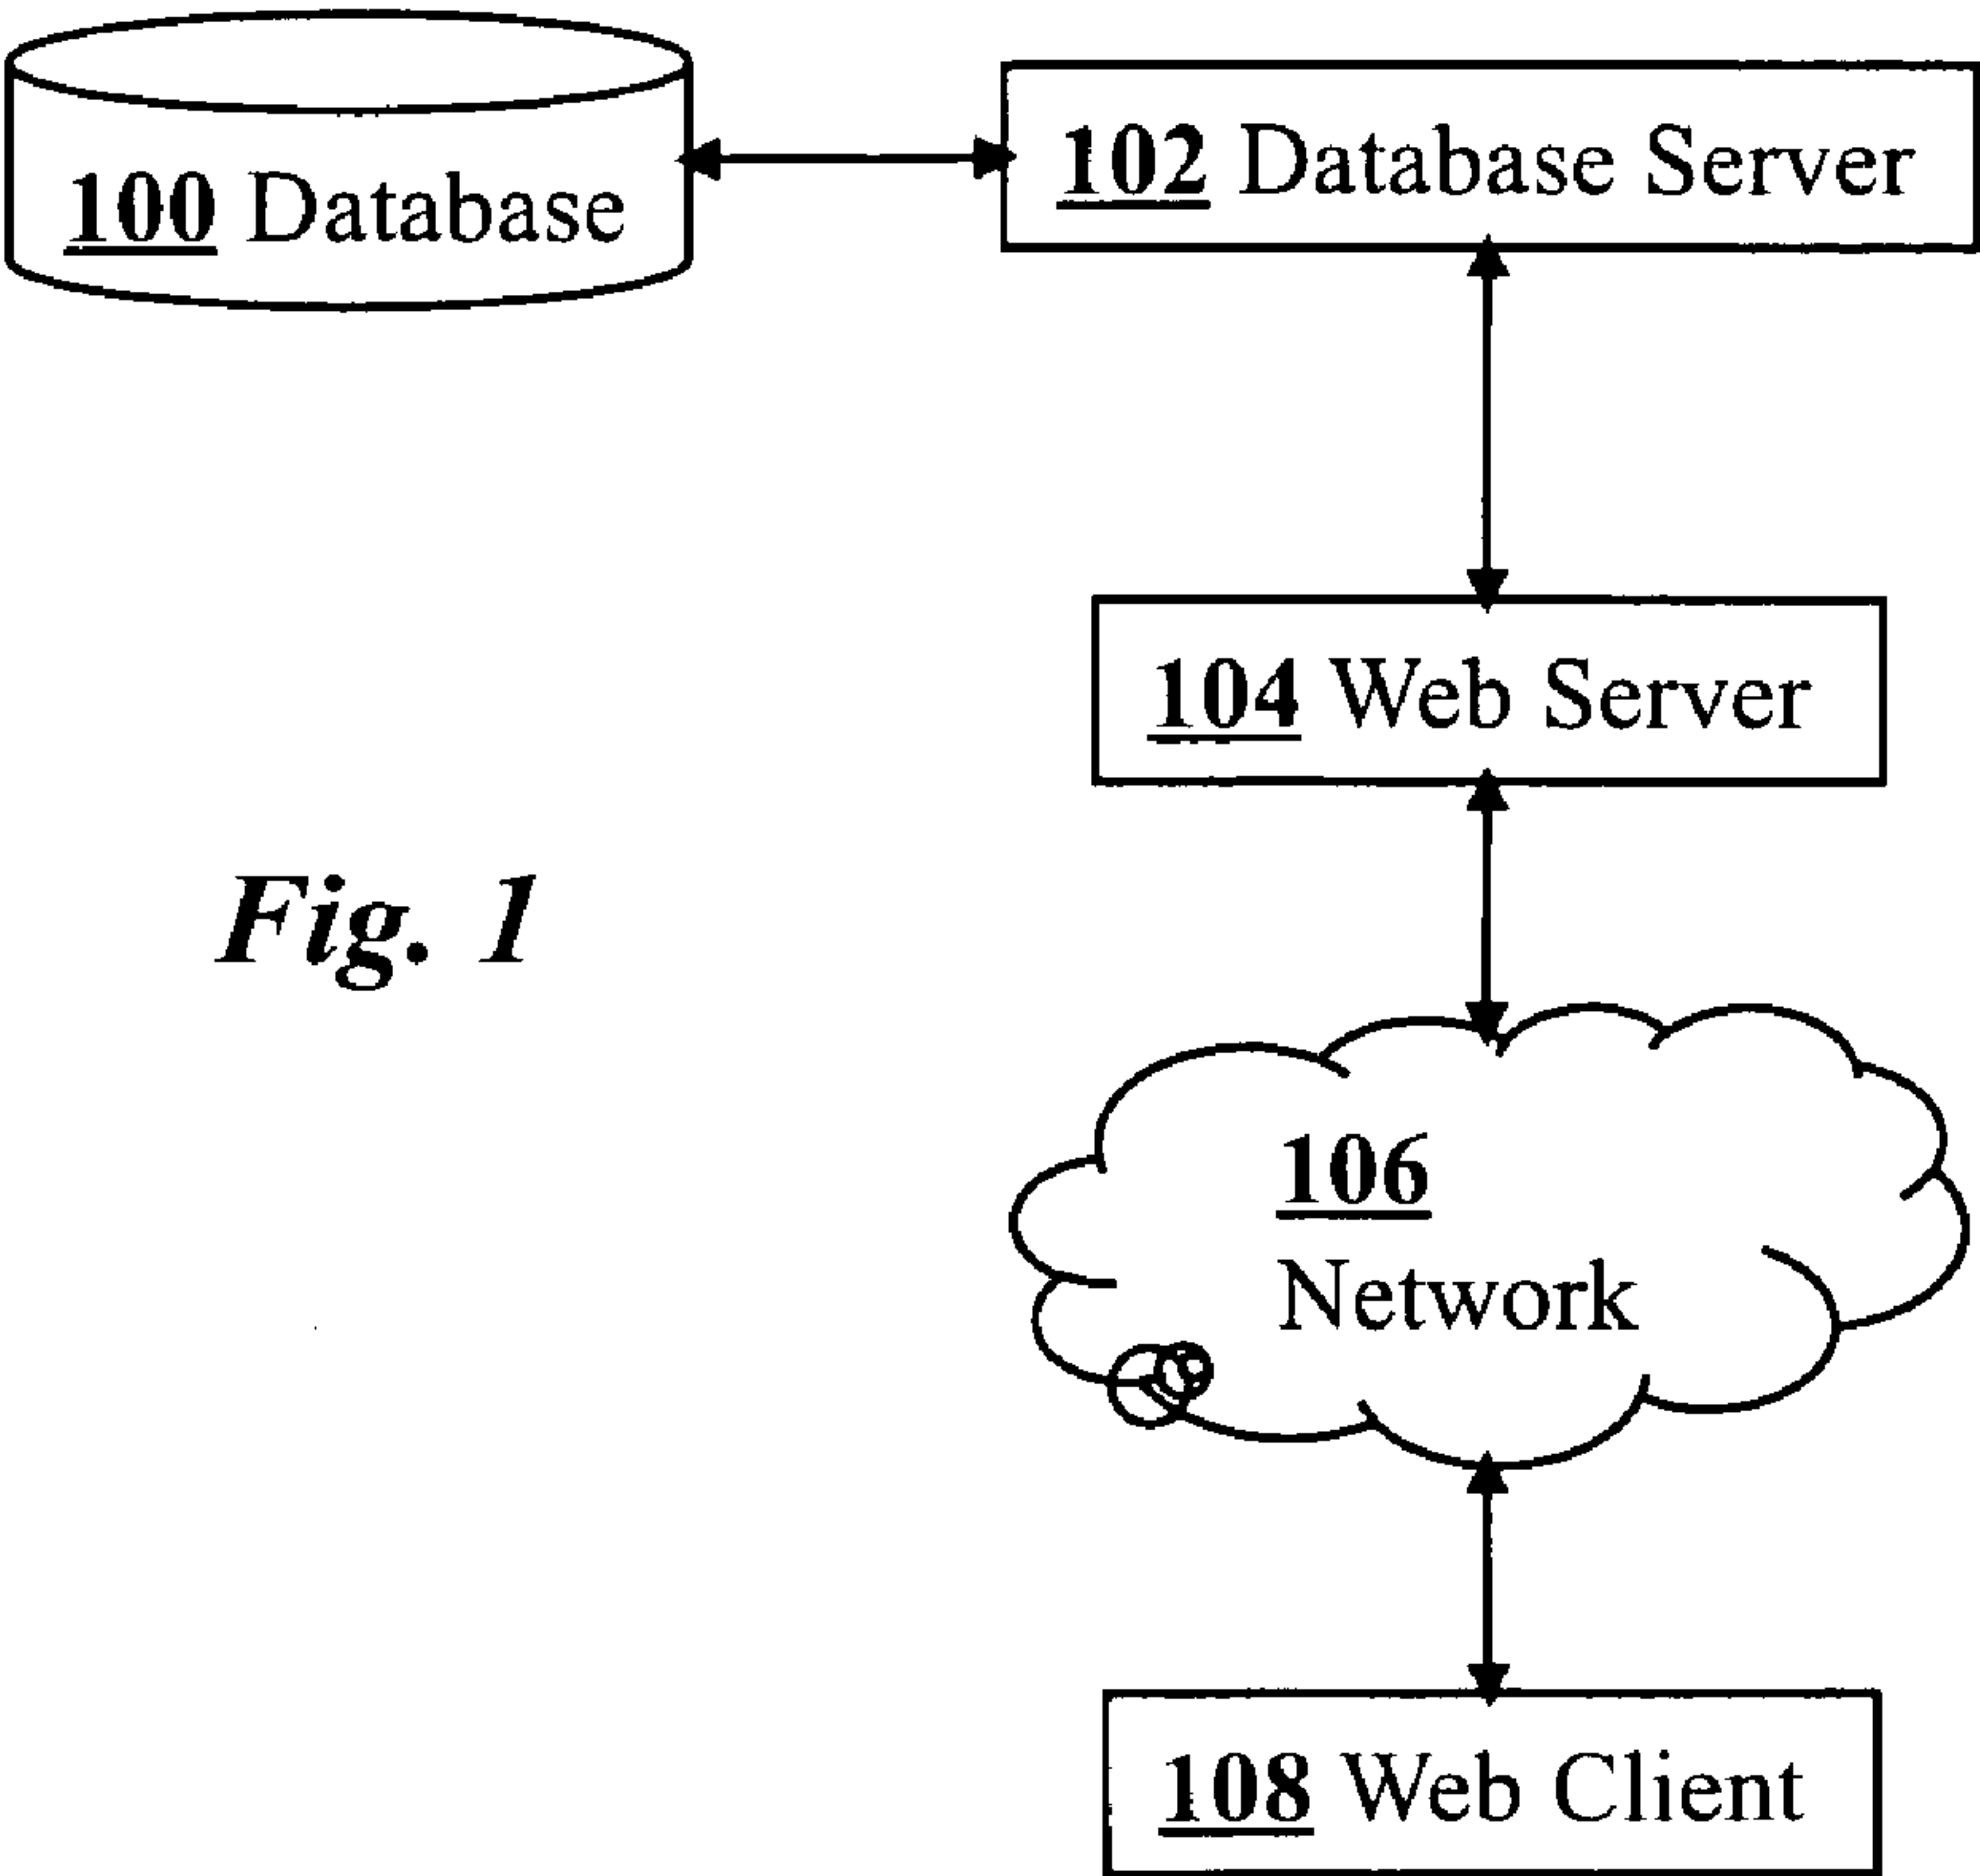 100 Database
102 Database Server
104 Web Server
Fig. 1
106
Network
108 Web Client